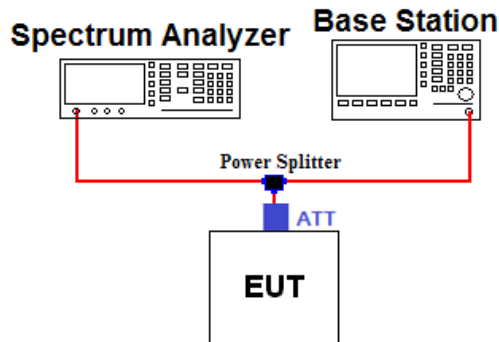 Spectrum Analyzer
Base Station
Power Splitter
ATT
EUT